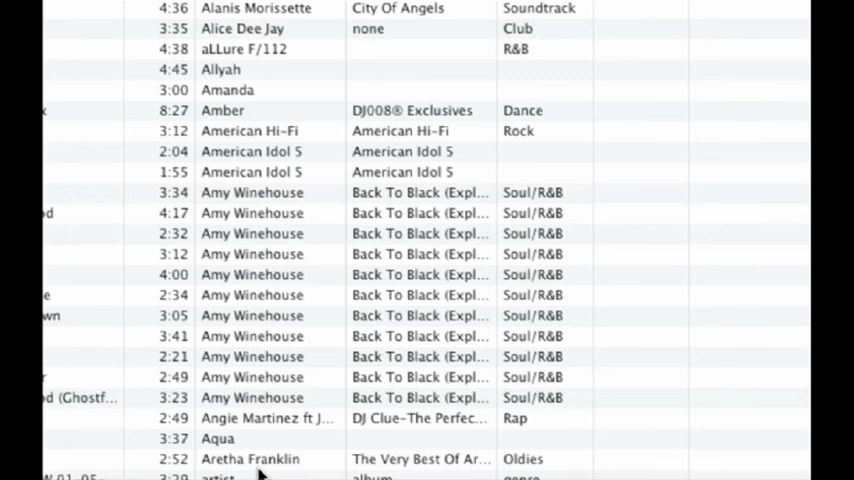 4:36 Alanis Morissette City Of Angels Soundtrack
3:35 Alice Dee Jay none Club
4:38 aLLure F/112 R&B
4:45 Allyah
3:00 Amanda
x 8:27 Amber DJ008® Exclusives Dance
3:12 American Hi-Fi American Hi-Fi Rock
2:04 American Idol 5 American Idol 5
1:55 American Idol 5 American Idol 5
3:34 Amy Winehouse Back To Black (Expl... Soul/R&B
od 4:17 Amy Winehouse Back To Black (Expl... Soul/R&B
2:32 Amy Winehouse Back To Black (Expl... Soul/R&B
3:12 Amy Winehouse Back To Black (Expl... Soul/R&B
4:00 Amy Winehouse Back To Black (Expl... Soul/R&B
e 2:34 Amy Winehouse Back To Black (Expl... Soul/R&B
wn 3:05 Amy Winehouse Back To Black (Expl... Soul/R&B
3:41 Amy Winehouse Back To Black (Expl... Soul/R&B
2:21 Amy Winehouse Back To Black (Expl... Soul/R&B
r 2:49 Amy Winehouse Back To Black (Expl... Soul/R&B
od (Ghostf... 3:23 Amy Winehouse Back To Black (Expl... Soul/R&B
2:49 Angie Martinez ft J... DJ Clue-The Perfec... Rap
3:37 Aqua
2:52 Aretha Franklin The Very Best Of Ar... Oldies
3:29 artist album genre